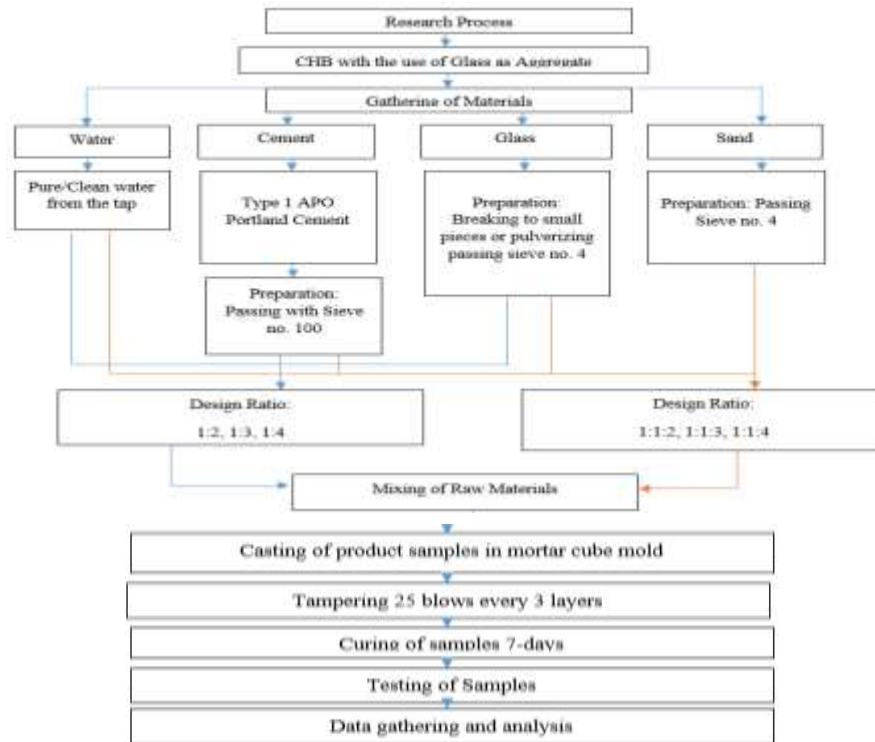 Research Process
CHB with the use of Glass as Aggregate
Gathering of Materials
Water
Cement
Glass
Sand
Pure/Clean water
from the tap
Type 1 APO
Portland Cement
Preparation:
Breaking to small
pieces or pulverizing
passing sieve no. 4
Preparation: Passing
Sieve no. 4
Preparation:
Passing with Sieve
no. 100
Design Ratio:
1:2, 1:3, 1:4
Design Ratio:
1:1:2, 1:1:3, 1:1:4
Mixing of Raw Materials
Casting of product samples in mortar cube mold
Tampering 25 blows every 3 layers
Curing of samples 7-days
Testing of Samples
Data gathering and analysis